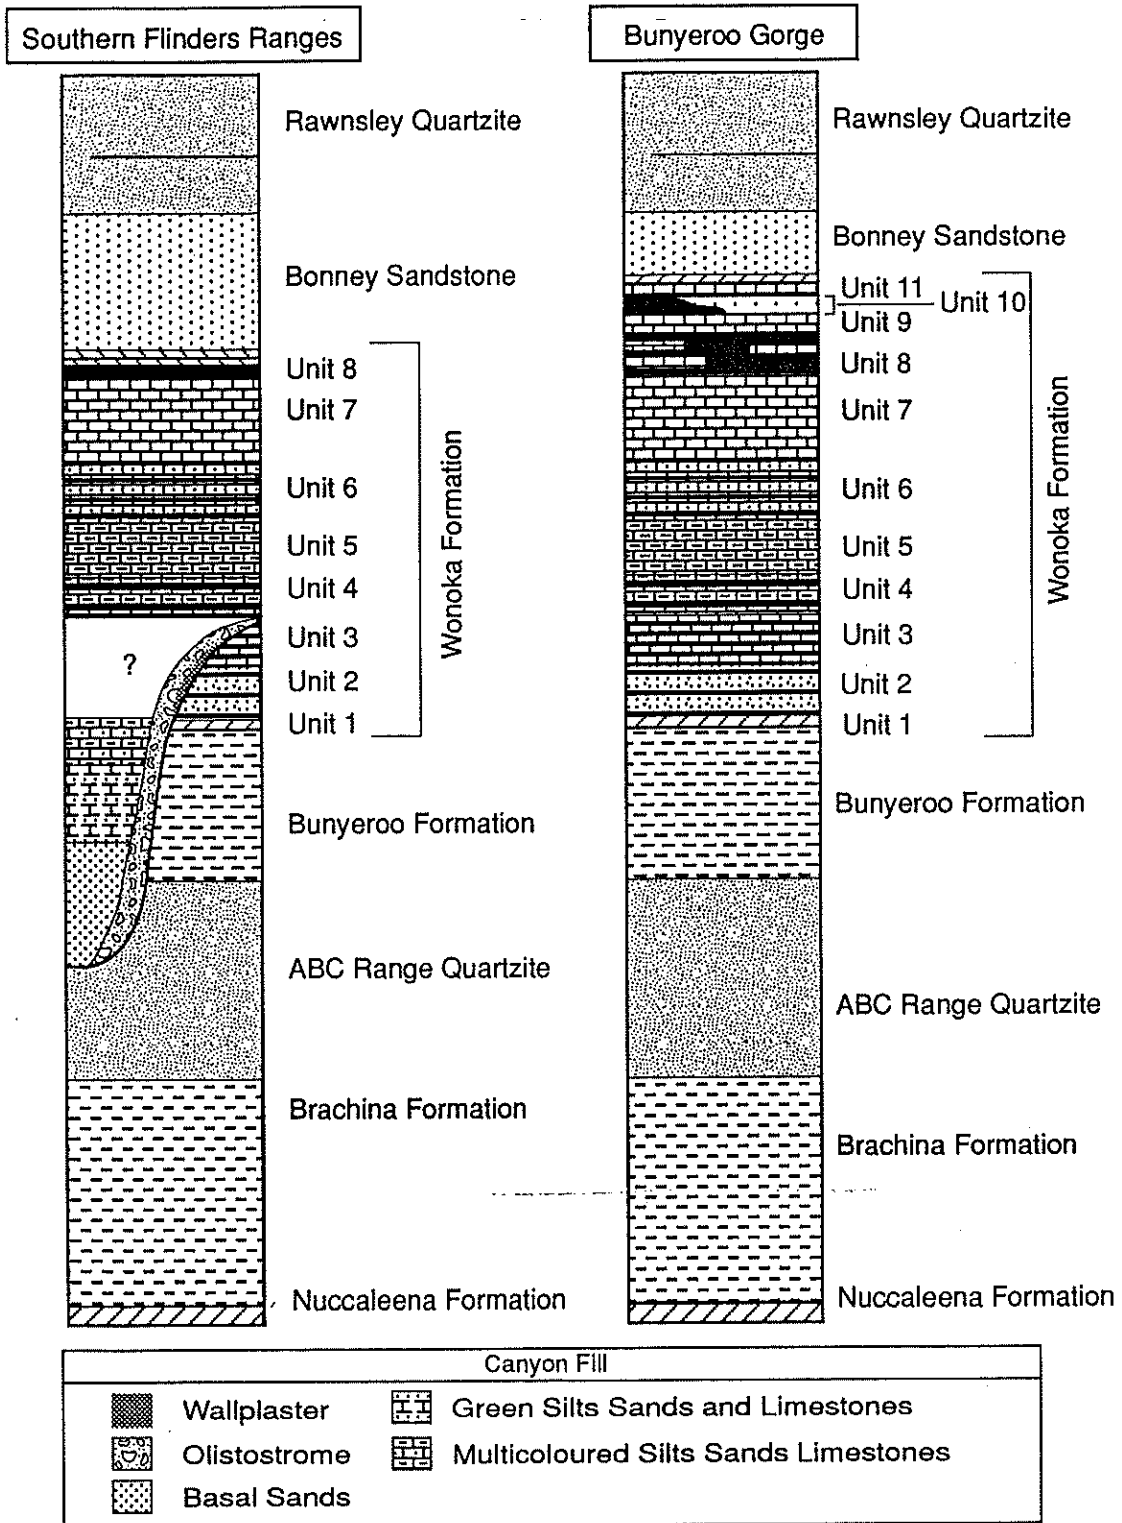 Southern Flinders Ranges
Rawnsley Quartzite
Bonney Sandstone
Unit 8
Unit 7
Unit 6
Unit 5
Unit 4
Unit 3
Unit 2
Unit 1
Wonoka Formation
?
Bunyeroo Formation
ABC Range Quartzite
Brachina Formation
Nuccaleena Formation
Bunyeroo Gorge
Rawnsley Quartzite
Bonney Sandstone
Unit 11
Unit 10
Unit 9
Unit 8
Unit 7
Unit 6
Unit 5
Unit 4
Unit 3
Unit 2
Unit 1
Wonoka Formation
Bunyeroo Formation
ABC Range Quartzite
Brachina Formation
Nuccaleena Formation
Canyon Fill
Wallplaster
Olistostrome
Basal Sands
Green Silts Sands and Limestones
Multicoloured Silts Sands Limestones